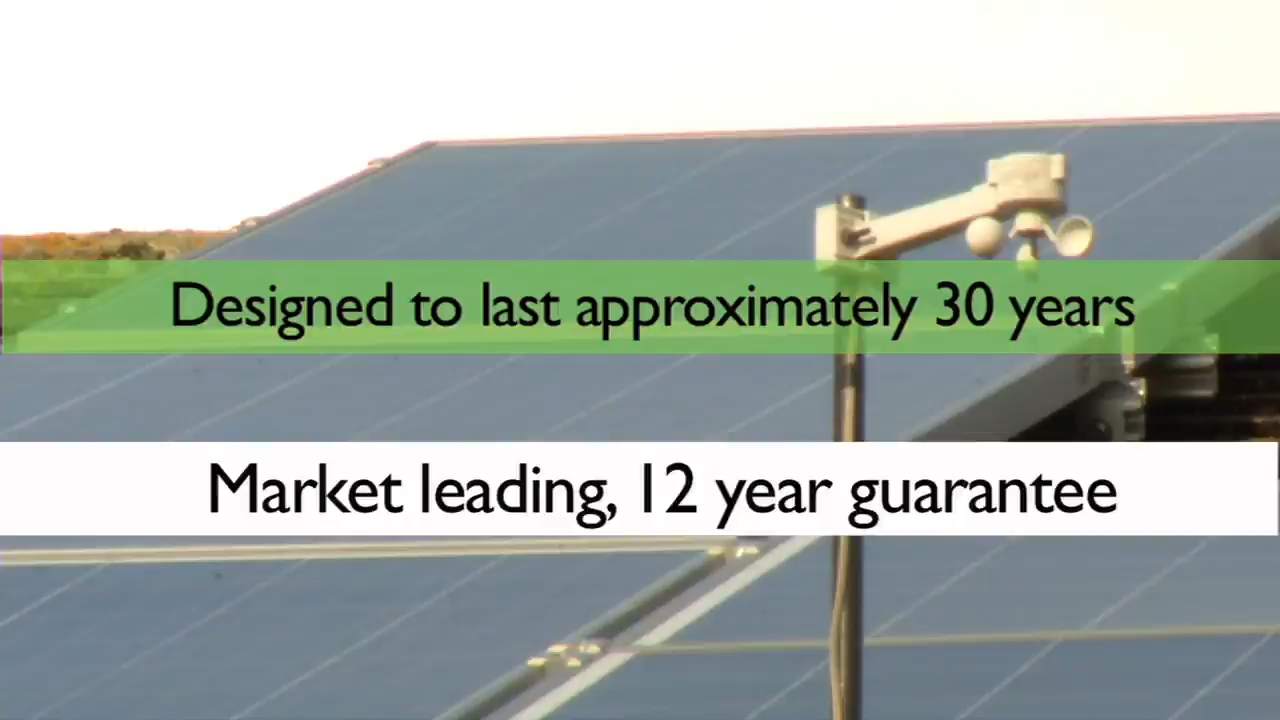 Designed to last approximately 30 years
Market leading, 12 year guarantee